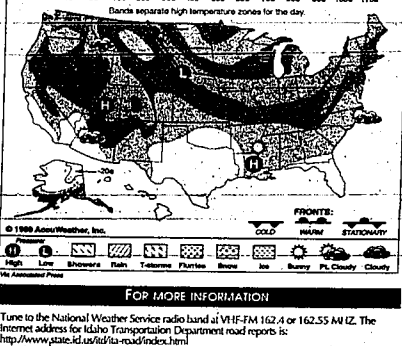 Bands separate high temperature zones for the day.
L
H
-20s
H
FRONTS:
COLD WARM STATIONARY
© 1999 AccuWeather, Inc.
Pressure
H L
High Low Showers Rain T-storms Flurries Snow Ice Sunny Pt. Cloudy Cloudy
Via Associated Press
FOR MORE INFORMATION
Tune to the National Weather Service radio band at VHF-FM 162.4 or 162.55 MHZ. The
Internet address for Idaho Transportation Department road reports is:
http://www.state.id.us/itd/ita-road/index.html